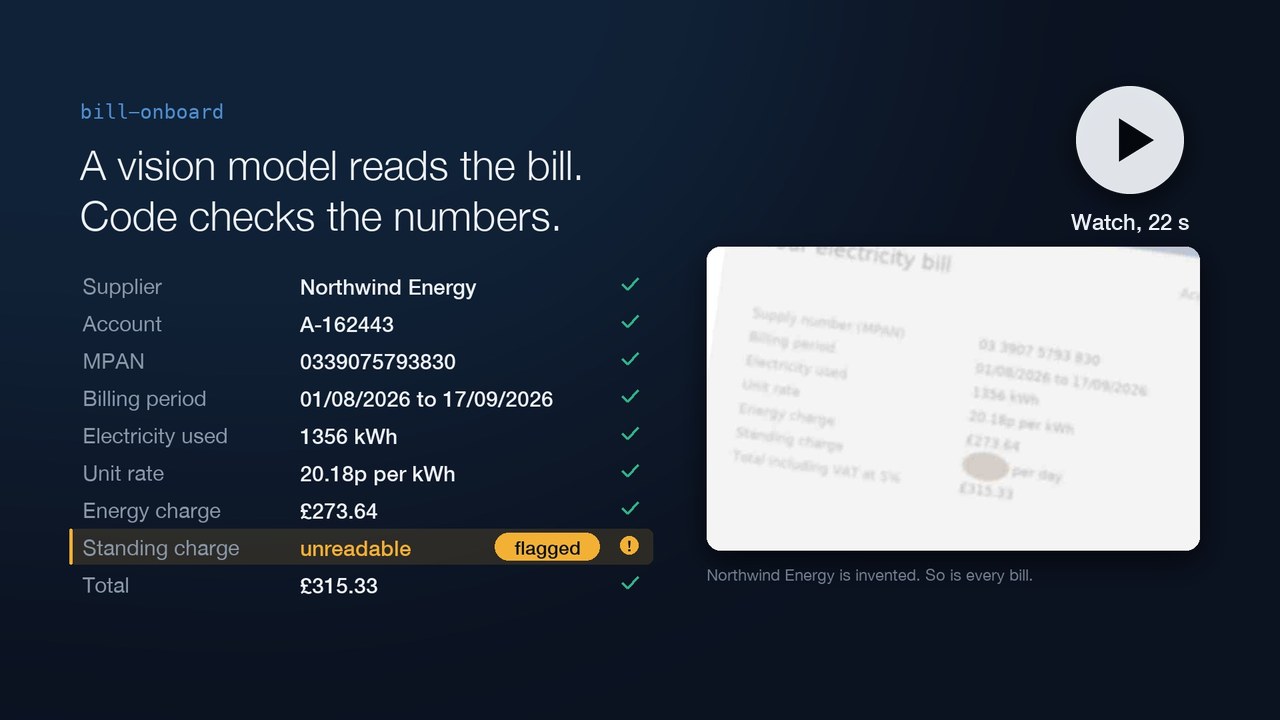 bill-onboard
A vision model reads the bill.
Code checks the numbers.
Watch, 22 s
Supplier Northwind Energy
Account A-162443
MPAN 0339075793830
Billing period 01/08/2026 to 17/09/2026
Electricity used 1356 kWh
Unit rate 20.18p per kWh
Energy charge £273.64
Standing charge unreadable flagged !
Total £315.33
electricity bill
Supply number (MPAN) 03 3907 5793 830
Billing period 01/08/2026 to 17/09/2026
Electricity used 1356 kWh
Unit rate 20.18p per kWh
Energy charge £273.64
Standing charge per day
Total including VAT at 5% £315.33
Northwind Energy is invented. So is every bill.